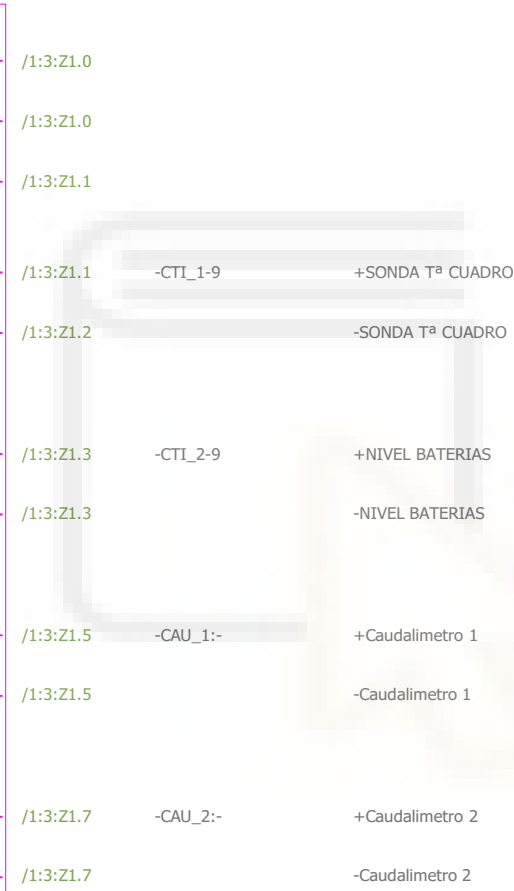 /1:3:Z1.0
/1:3:Z1.0
/1:3:Z1.1
/1:3:Z1.1 -CTI_1-9 +SONDA Tª CUADRO
/1:3:Z1.2 -SONDA Tª CUADRO
/1:3:Z1.3 -CTI_2-9 +NIVEL BATERIAS
/1:3:Z1.3 -NIVEL BATERIAS
/1:3:Z1.5 -CAU_1:- +Caudalimetro 1
/1:3:Z1.5 -Caudalimetro 1
/1:3:Z1.7 -CAU_2:- +Caudalimetro 2
/1:3:Z1.7 -Caudalimetro 2